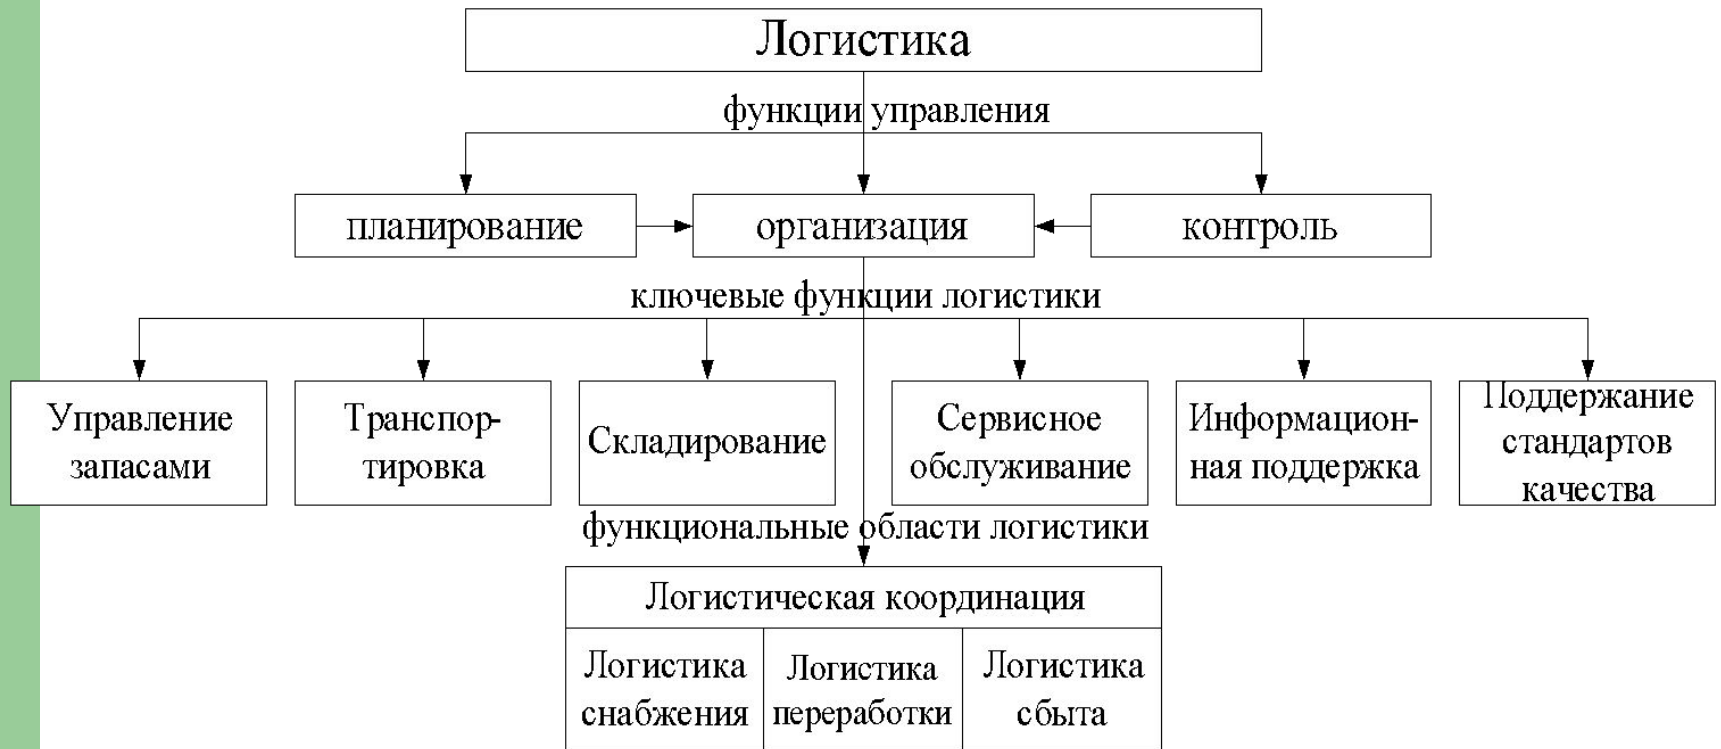 Логистика
функции управления
планирование
организация
контроль
ключевые функции логистики
Управление
запасами
Транспор-
тировка
Складирование
Сервисное
обслуживание
Информацион-
ная поддержка
Поддержание
стандартов
качества
функциональные области логистики
Логистическая координация
Логистика
снабжения
Логистика
переработки
Логистика
сбыта